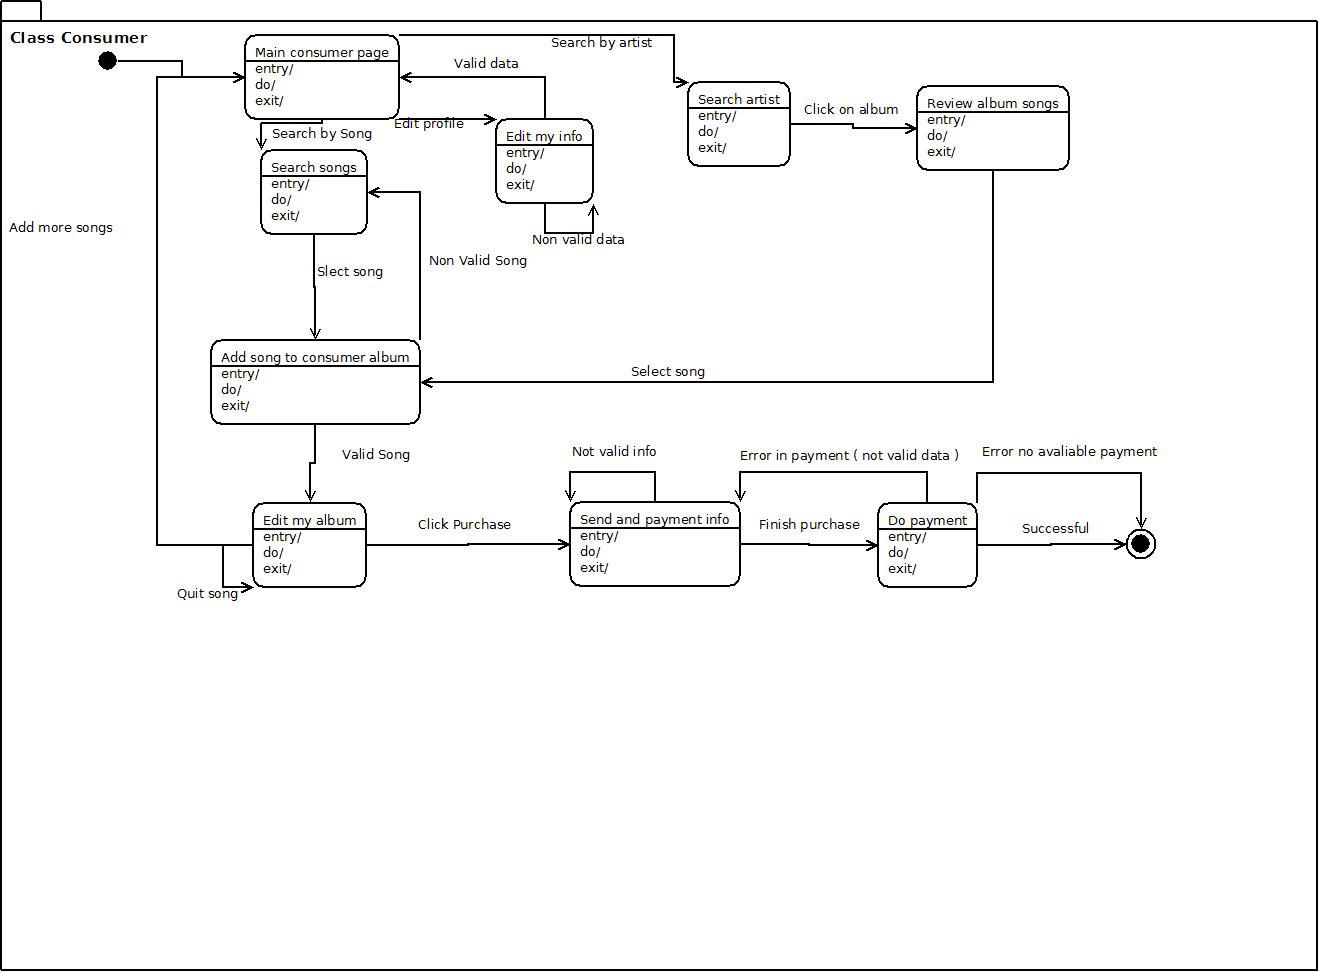 Class Consumer
Main consumer page
entry/
do/
exit/
Search by artist
Valid data
Search artist
entry/
do/
exit/
Click on album
Review album songs
entry/
do/
exit/
Edit profile
Search by Song
Edit my info
entry/
do/
exit/
Non valid data
Search songs
entry/
do/
exit/
Add more songs
Non Valid Song
Slect song
Add song to consumer album
entry/
do/
exit/
Select song
Valid Song
Not valid info
Error in payment ( not valid data )
Error no avaliable payment
Edit my album
entry/
do/
exit/
Click Purchase
Send and payment info
entry/
do/
exit/
Finish purchase
Do payment
entry/
do/
exit/
Successful
Quit song